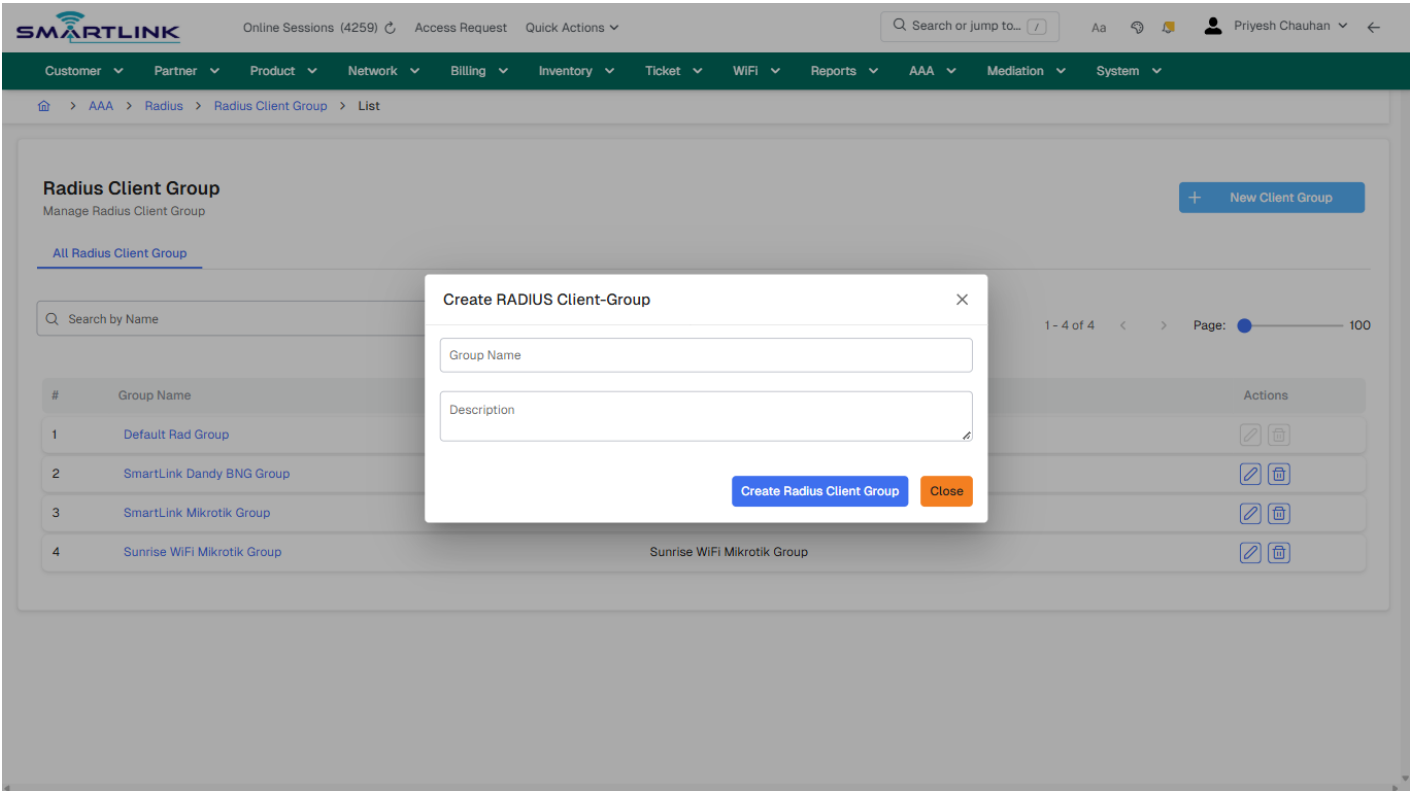 SMARTLINK
Online Sessions (4259) Access Request Quick Actions
Search or jump to... /
Aa
Priyesh Chauhan
Customer Partner Product Network Billing Inventory Ticket WiFi Reports AAA Mediation System
> AAA > Radius > Radius Client Group > List
Radius Client Group
Manage Radius Client Group
+ New Client Group
All Radius Client Group
Create RADIUS Client-Group
Search by Name
1 - 4 of 4 < > Page: 100
Group Name
# Group Name Actions
Description
1 Default Rad Group
2 SmartLink Dandy BNG Group
Create Radius Client Group Close
3 SmartLink Mikrotik Group
4 Sunrise WiFi Mikrotik Group Sunrise WiFi Mikrotik Group